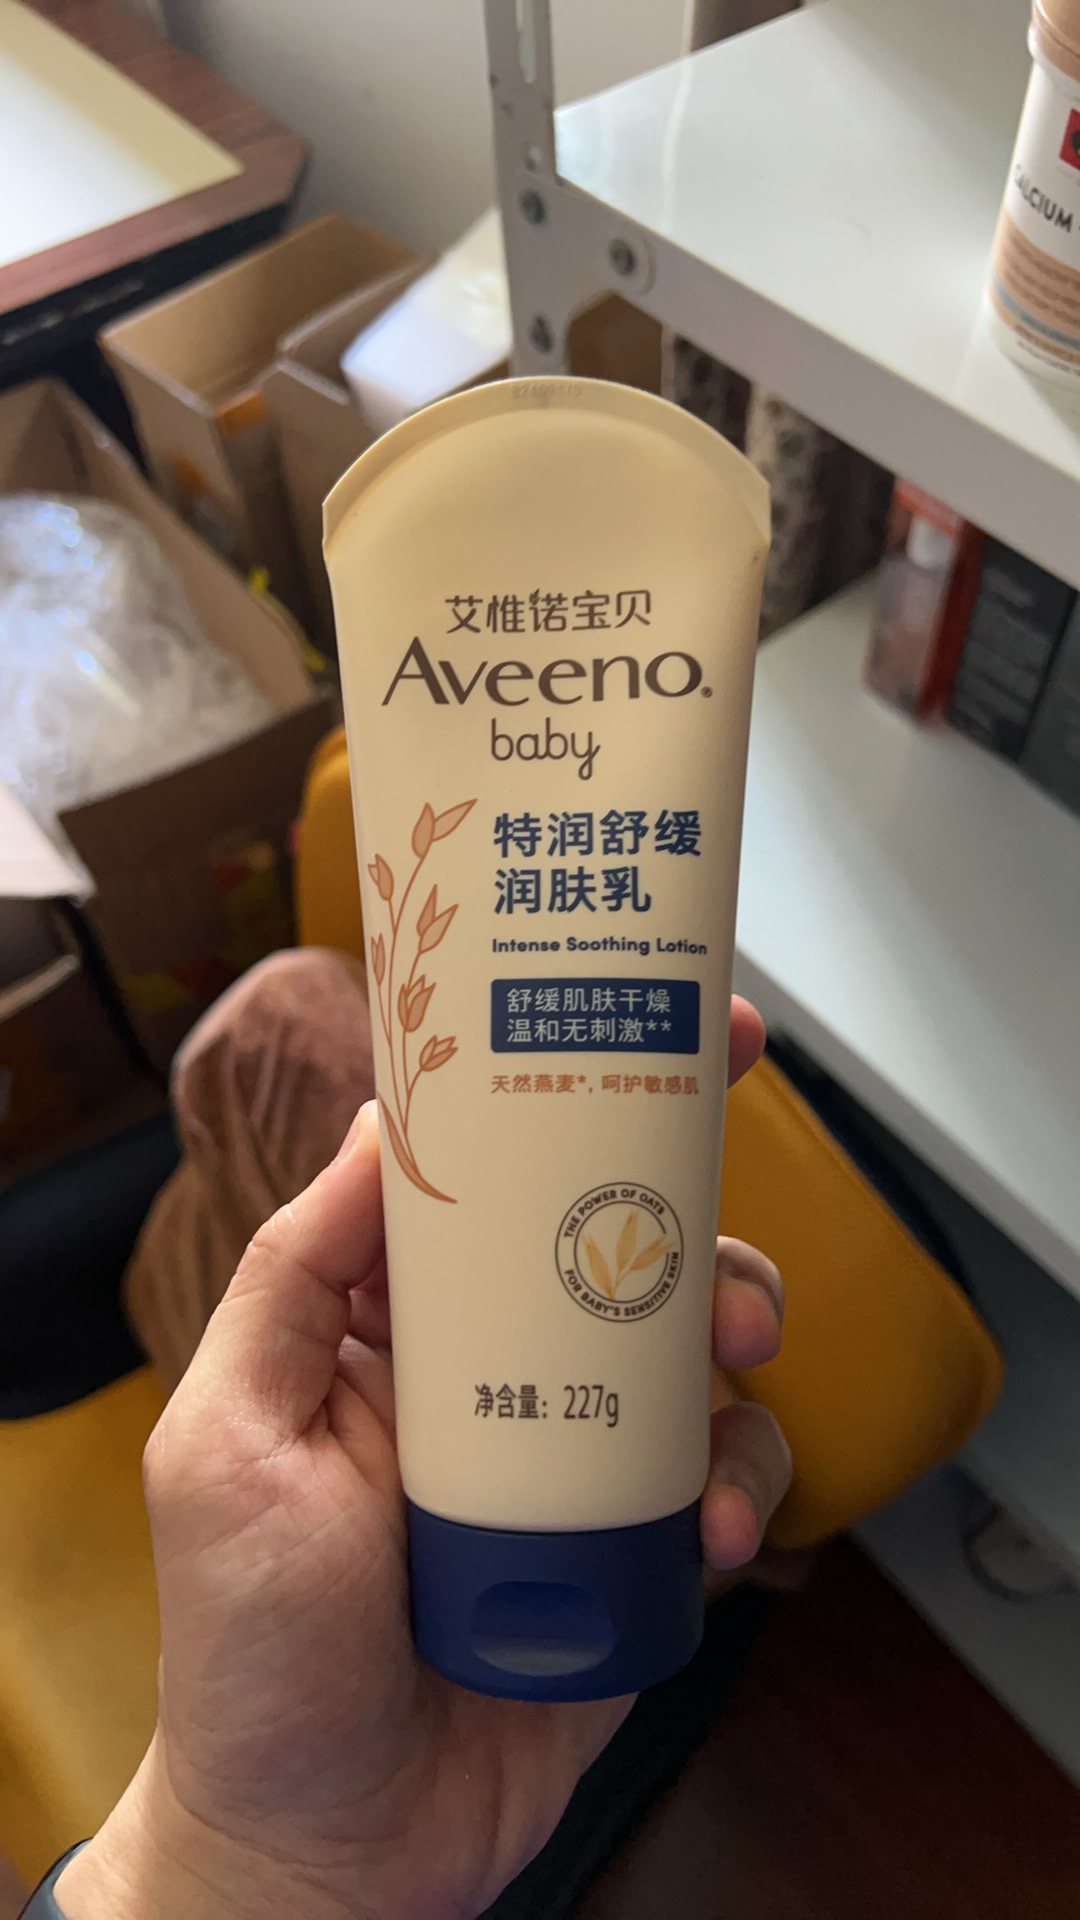 艾惟诺宝贝
Aveeno®
baby
特润舒缓
润肤乳
Intense Soothing Lotion
舒缓肌肤干燥
温和无刺激**
天然燕麦*, 呵护敏感肌
THE POWER OF OATS
FOR BABY'S SENSITIVE SKIN
净含量: 227g
CALCIUM